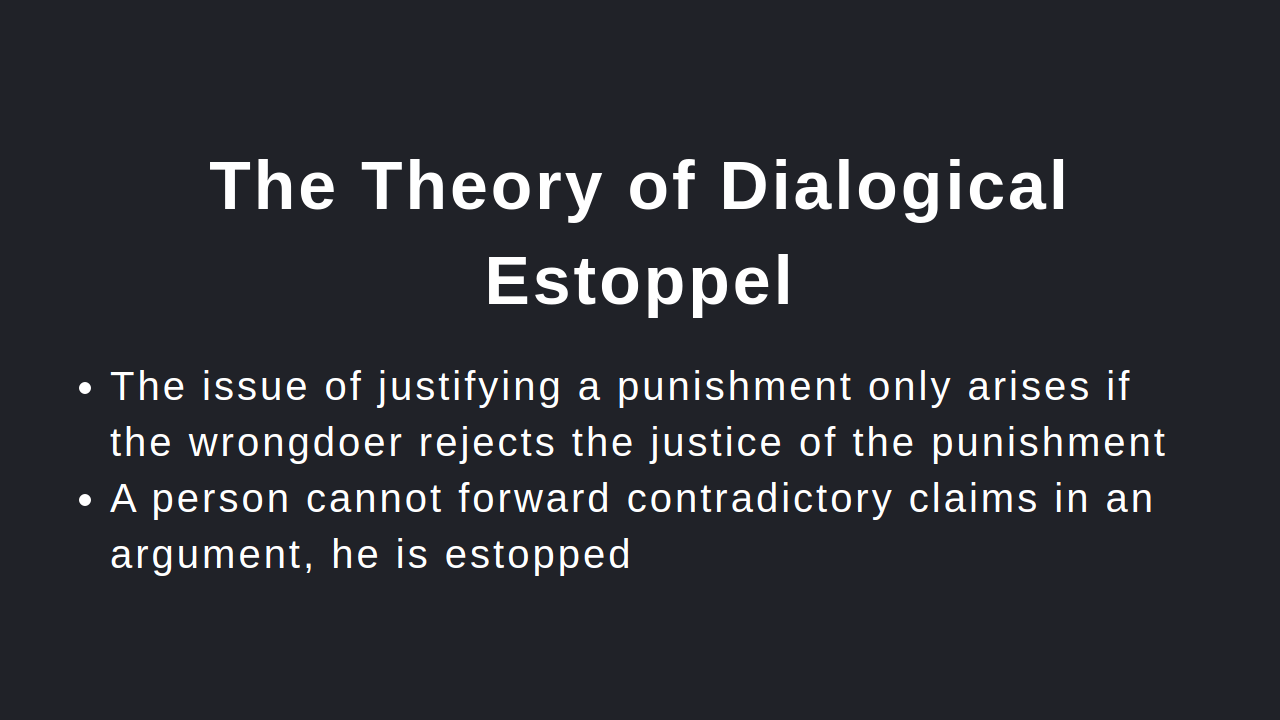 The Theory of Dialogical
Estoppel
• The issue of justifying a punishment only arises if
the wrongdoer rejects the justice of the punishment
• A person cannot forward contradictory claims in an
argument, he is estopped